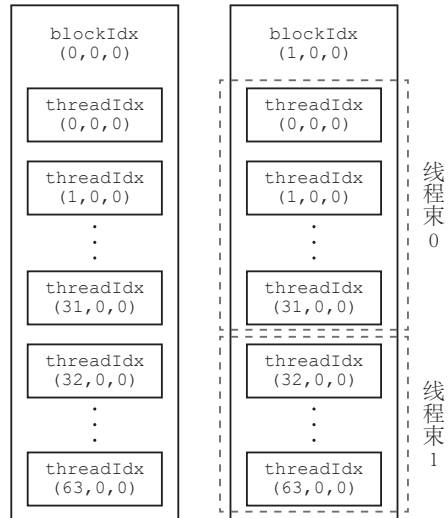 blockIdx
(0,0,0)
threadIdx
(0,0,0)
threadIdx
(1,0,0)
threadIdx
(31,0,0)
threadIdx
(32,0,0)
threadIdx
(63,0,0)
blockIdx
(1,0,0)
threadIdx
(0,0,0)
threadIdx
(1,0,0)
threadIdx
(31,0,0)
threadIdx
(32,0,0)
threadIdx
(63,0,0)
线程束0
线程束1